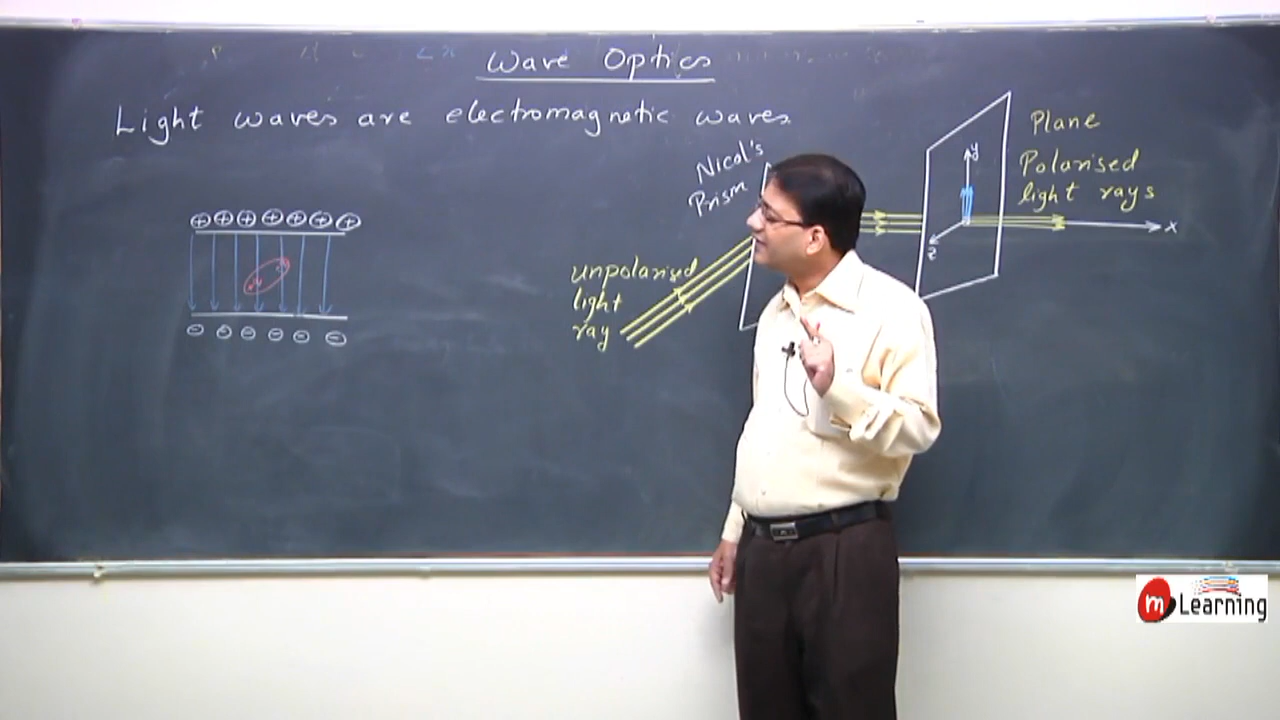 Wave Optics
Light waves are electromagnetic waves.
Nicol's
Prism
unpolarised
light
ray
Plane
Polarised
light rays
y
x
z
+ + + + + + +
- - - - - -
m Learning